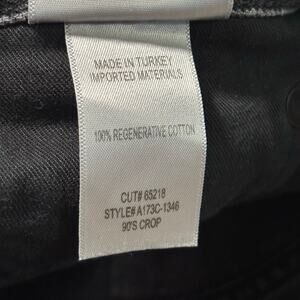 MADE IN TURKEY
IMPORTED MATERIALS
100% REGENERATIVE COTTON
CUT# 65218
STYLE# A173C-1346
90'S CROP